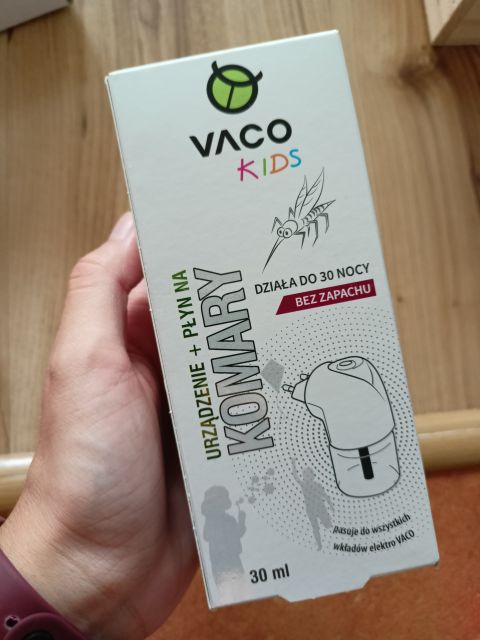 VACO
KIDS
DZIAŁA DO 30 NOCY
BEZ ZAPACHU
URZĄDZENIE + PŁYN NA
KOMARY
pasuje do wszystkich
wkładów elektro VACO
30 ml